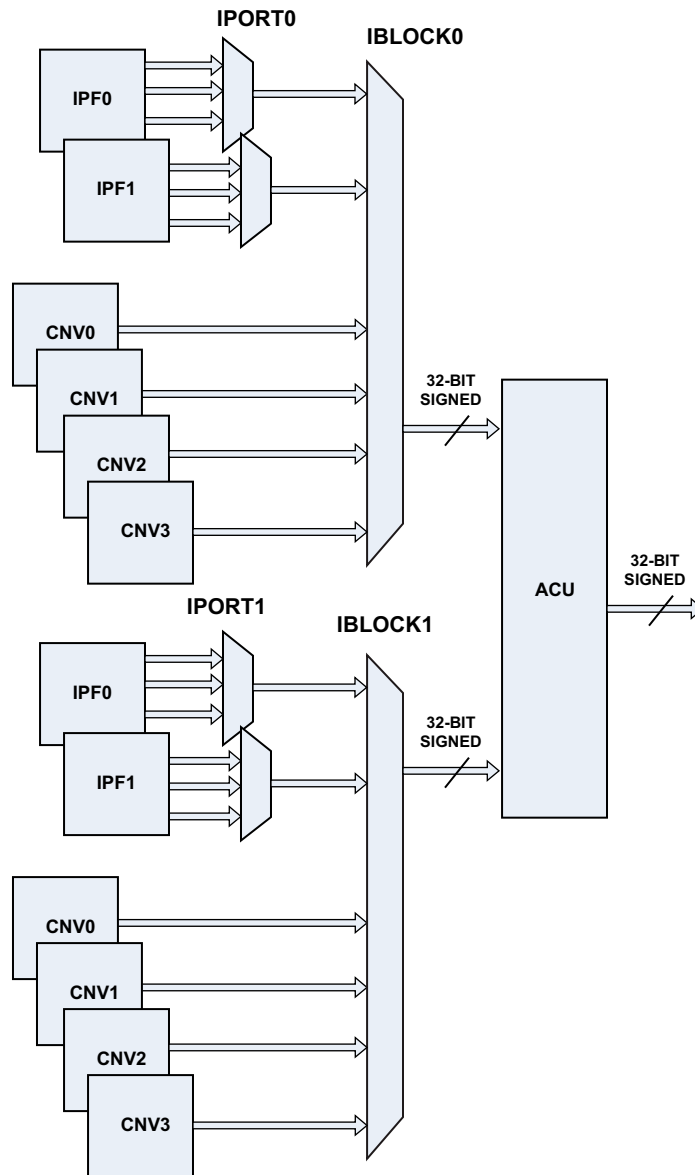 IPORT0
IBLOCK0
IPF0
IPF1
CNV0
CNV1
CNV2
CNV3
32-BIT
SIGNED
ACU
32-BIT
SIGNED
IPORT1
IBLOCK1
IPF0
IPF1
32-BIT
SIGNED
CNV0
CNV1
CNV2
CNV3